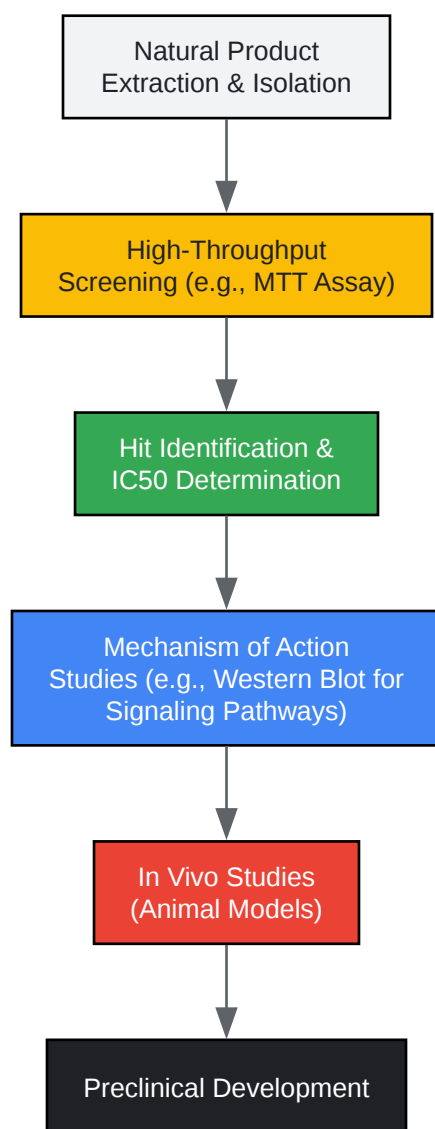 Natural Product
Extraction & Isolation
High-Throughput
Screening (e.g., MTT Assay)
Hit Identification &
IC50 Determination
Mechanism of Action
Studies (e.g., Western Blot for
Signaling Pathways)
In Vivo Studies
(Animal Models)
Preclinical Development